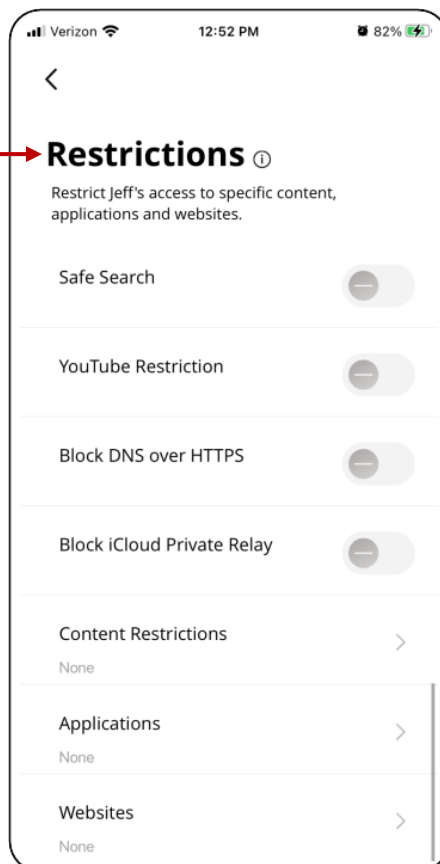 Verizon 12:52 PM 82%
Restrictions
Restrict Jeff's access to specific content,
applications and websites.
Safe Search
YouTube Restriction
Block DNS over HTTPS
Block iCloud Private Relay
Content Restrictions
None
Applications
None
Websites
None